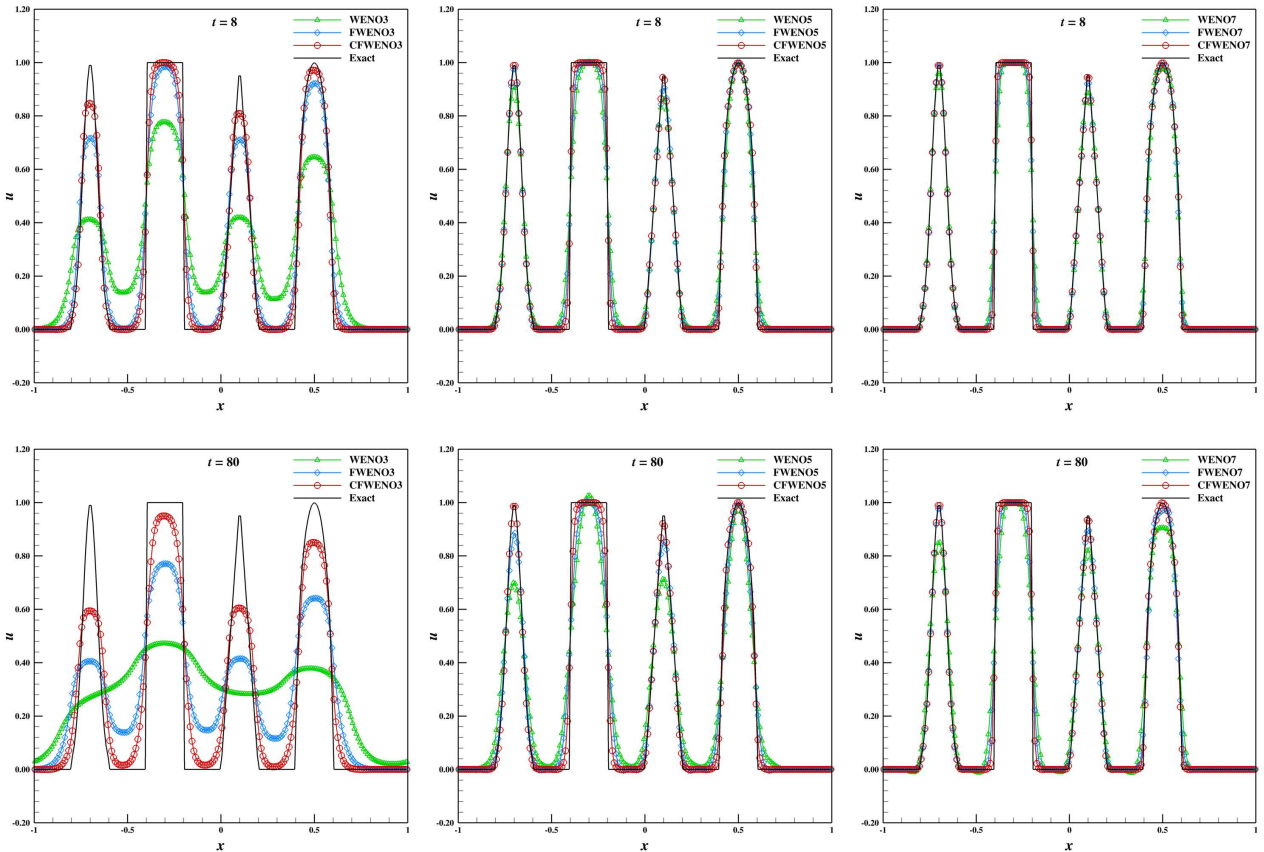 t = 8
WENO3
FWENO3
CFWENO3
Exact
1.20
1.00
0.80
0.60
0.40
0.20
0.00
-0.20
u
-1
-0.5
0
0.5
1
x
t = 8
WENO5
FWENO5
CFWENO5
Exact
1.20
1.00
0.80
0.60
0.40
0.20
0.00
-0.20
u
-1
-0.5
0
0.5
1
x
t = 8
WENO7
FWENO7
CFWENO7
Exact
1.20
1.00
0.80
0.60
0.40
0.20
0.00
-0.20
u
-1
-0.5
0
0.5
1
x
t = 80
WENO3
FWENO3
CFWENO3
Exact
1.20
1.00
0.80
0.60
0.40
0.20
0.00
-0.20
u
-1
-0.5
0
0.5
1
x
t = 80
WENO5
FWENO5
CFWENO5
Exact
1.20
1.00
0.80
0.60
0.40
0.20
0.00
-0.20
u
-1
-0.5
0
0.5
1
x
t = 80
WENO7
FWENO7
CFWENO7
Exact
1.20
1.00
0.80
0.60
0.40
0.20
0.00
-0.20
u
-1
-0.5
0
0.5
1
x